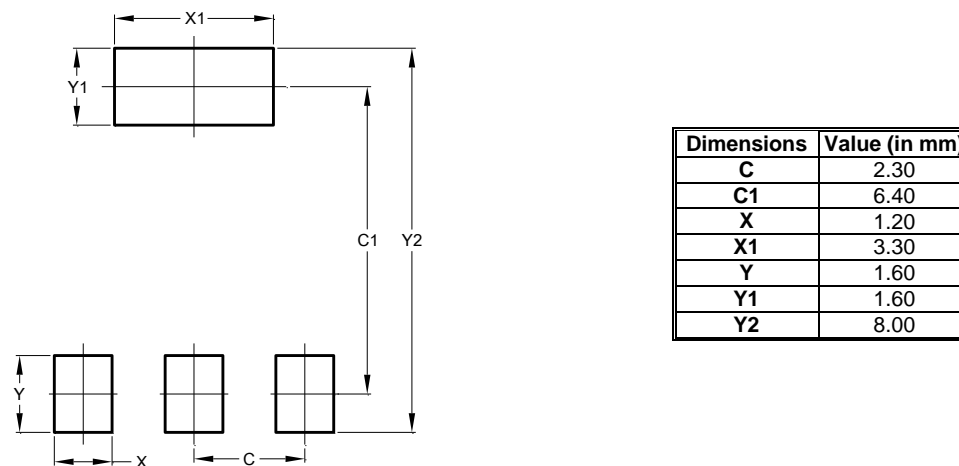 X1
Y1
C1
Y2
Y
X
C
Dimensions Value (in mm)
C 2.30
C1 6.40
X 1.20
X1 3.30
Y 1.60
Y1 1.60
Y2 8.00